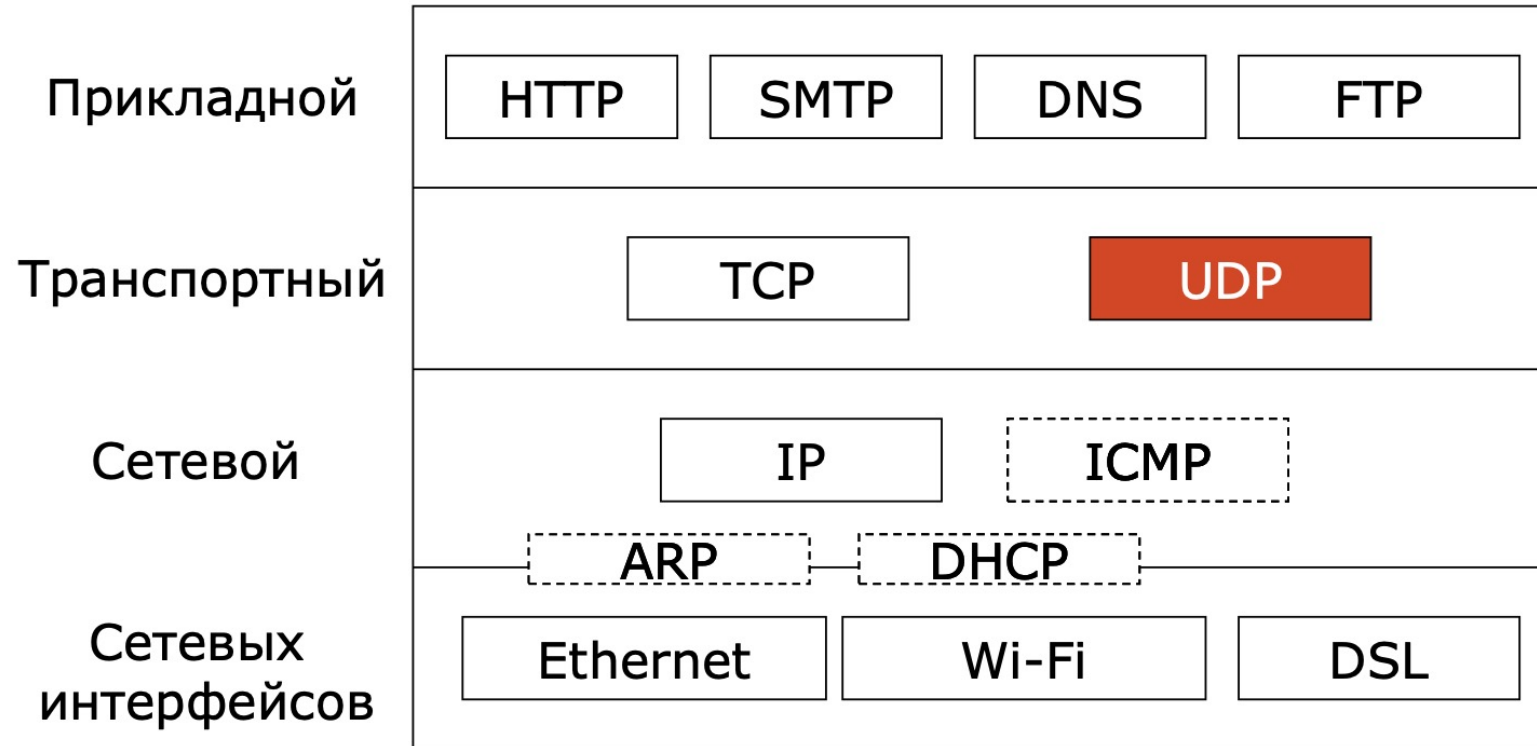 Прикладной
HTTP SMTP DNS FTP
Транспортный
TCP UDP
Сетевой
IP ICMP
ARP DHCP
Сетевых
интерфейсов
Ethernet Wi-Fi DSL